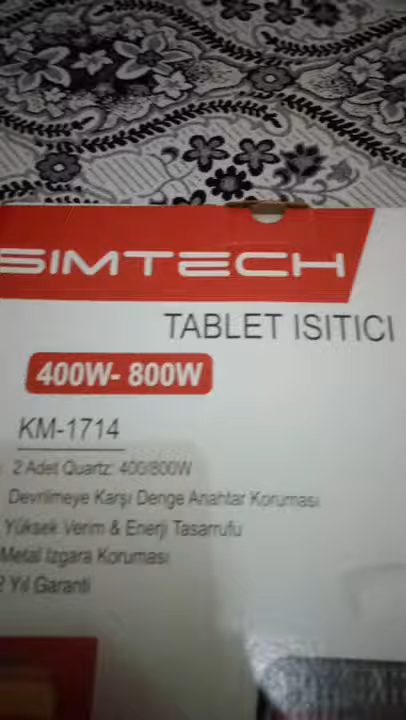 SIMTECH
TABLET ISITICI
400W- 800W
KM-1714
2 Adet Quartz: 400/800W
Devrilmeye Karşı Denge Anahtar Koruması
Yüksek Verim & Enerji Tasarrufu
Metal Izgara Koruması
2 Yıl Garanti